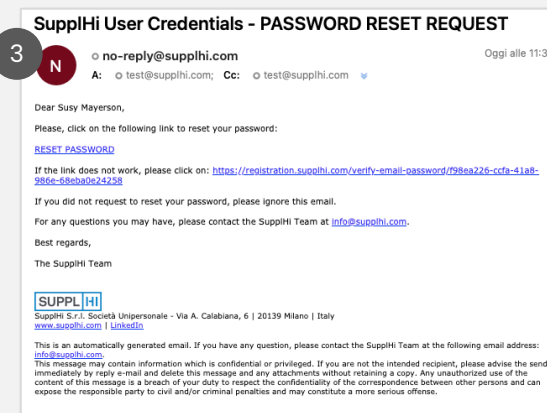 SupplHi User Credentials - PASSWORD RESET REQUEST
3
N
no-reply@supplhi.com
Oggi alle 11:3
A: test@supplhi.com; Cc: test@supplhi.com
Dear Susy Mayerson,
Please, click on the following link to reset your password:
RESET PASSWORD
If the link does not work, please click on: https://registration.supplhi.com/verify-email-password/f98ea226-ccfa-41a8-
986e-68eba0e24258
If you did not request to reset your password, please ignore this email.
For any questions you may have, please contact the SupplHi Team at info@supplhi.com.
Best regards,
The SupplHi Team
SUPPL HI
SupplHi S.r.l. Società Unipersonale - Via A. Calabiana, 6 | 20139 Milano | Italy
www.supplhi.com | LinkedIn
This is an automatically generated email. If you have any question, please contact the SupplHi Team at the following email address:
info@supplhi.com.
This message may contain information which is confidential or privileged. If you are not the intended recipient, please advise the send
immediately by reply e-mail and delete this message and any attachments without retaining a copy. Any unauthorized use of the
content of this message is a breach of your duty to respect the confidentiality of the correspondence between other persons and can
expose the responsible party to civil and/or criminal penalties and may constitute a more serious offense.